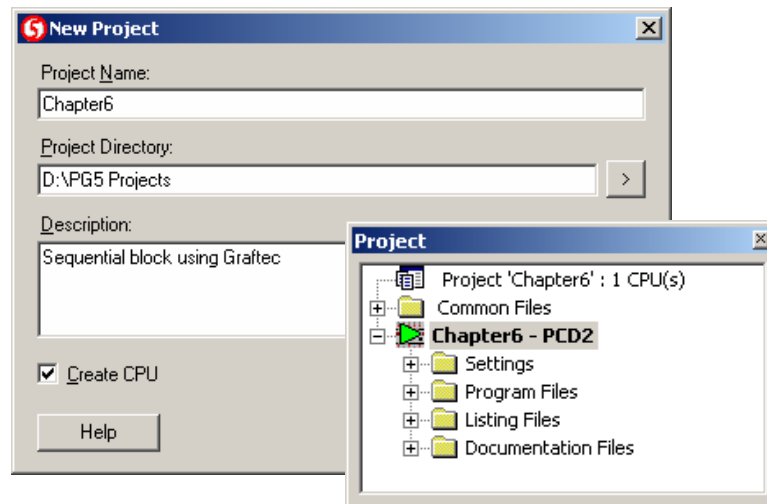 New Project
Project Name:
Chapter6
Project Directory:
D:\PG5 Projects
>
Description:
Sequential block using Graftec
Create CPU
Help
Project
Project 'Chapter6' : 1 CPU(s)
Common Files
Chapter6 - PCD2
Settings
Program Files
Listing Files
Documentation Files